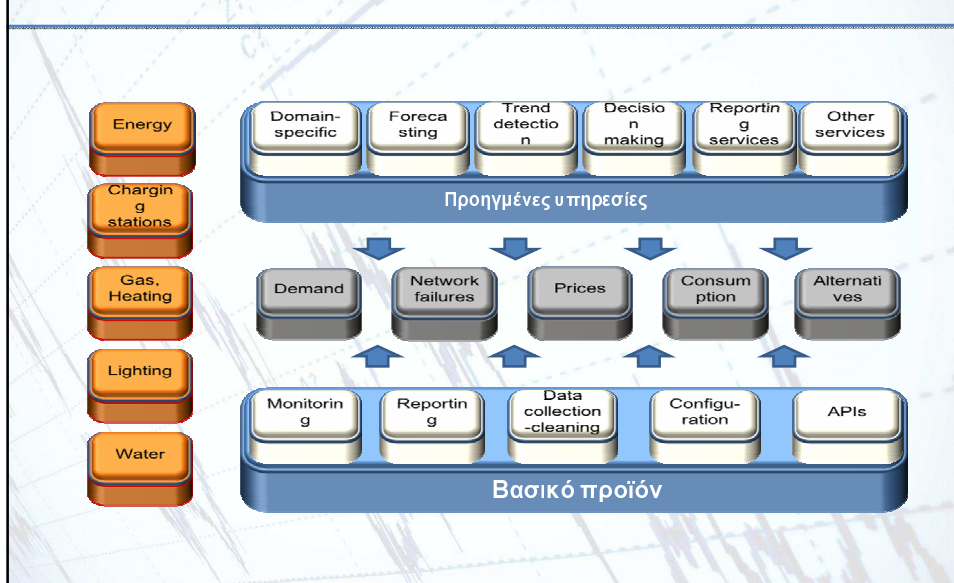 Energy
Chargin
g
stations
Gas,
Heating
Lighting
Water
Domain-
specific
Foreca
sting
Trend
detectio
n
Decisio
n
making
Reportin
g
services
Other
services
Προηγμένες υπηρεσίες
Demand
Network
failures
Prices
Consum
ption
Alternati
ves
Monitorin
g
Reportin
g
Data
collection
-cleaning
Configu-
ration
APIs
Βασικό προϊόν